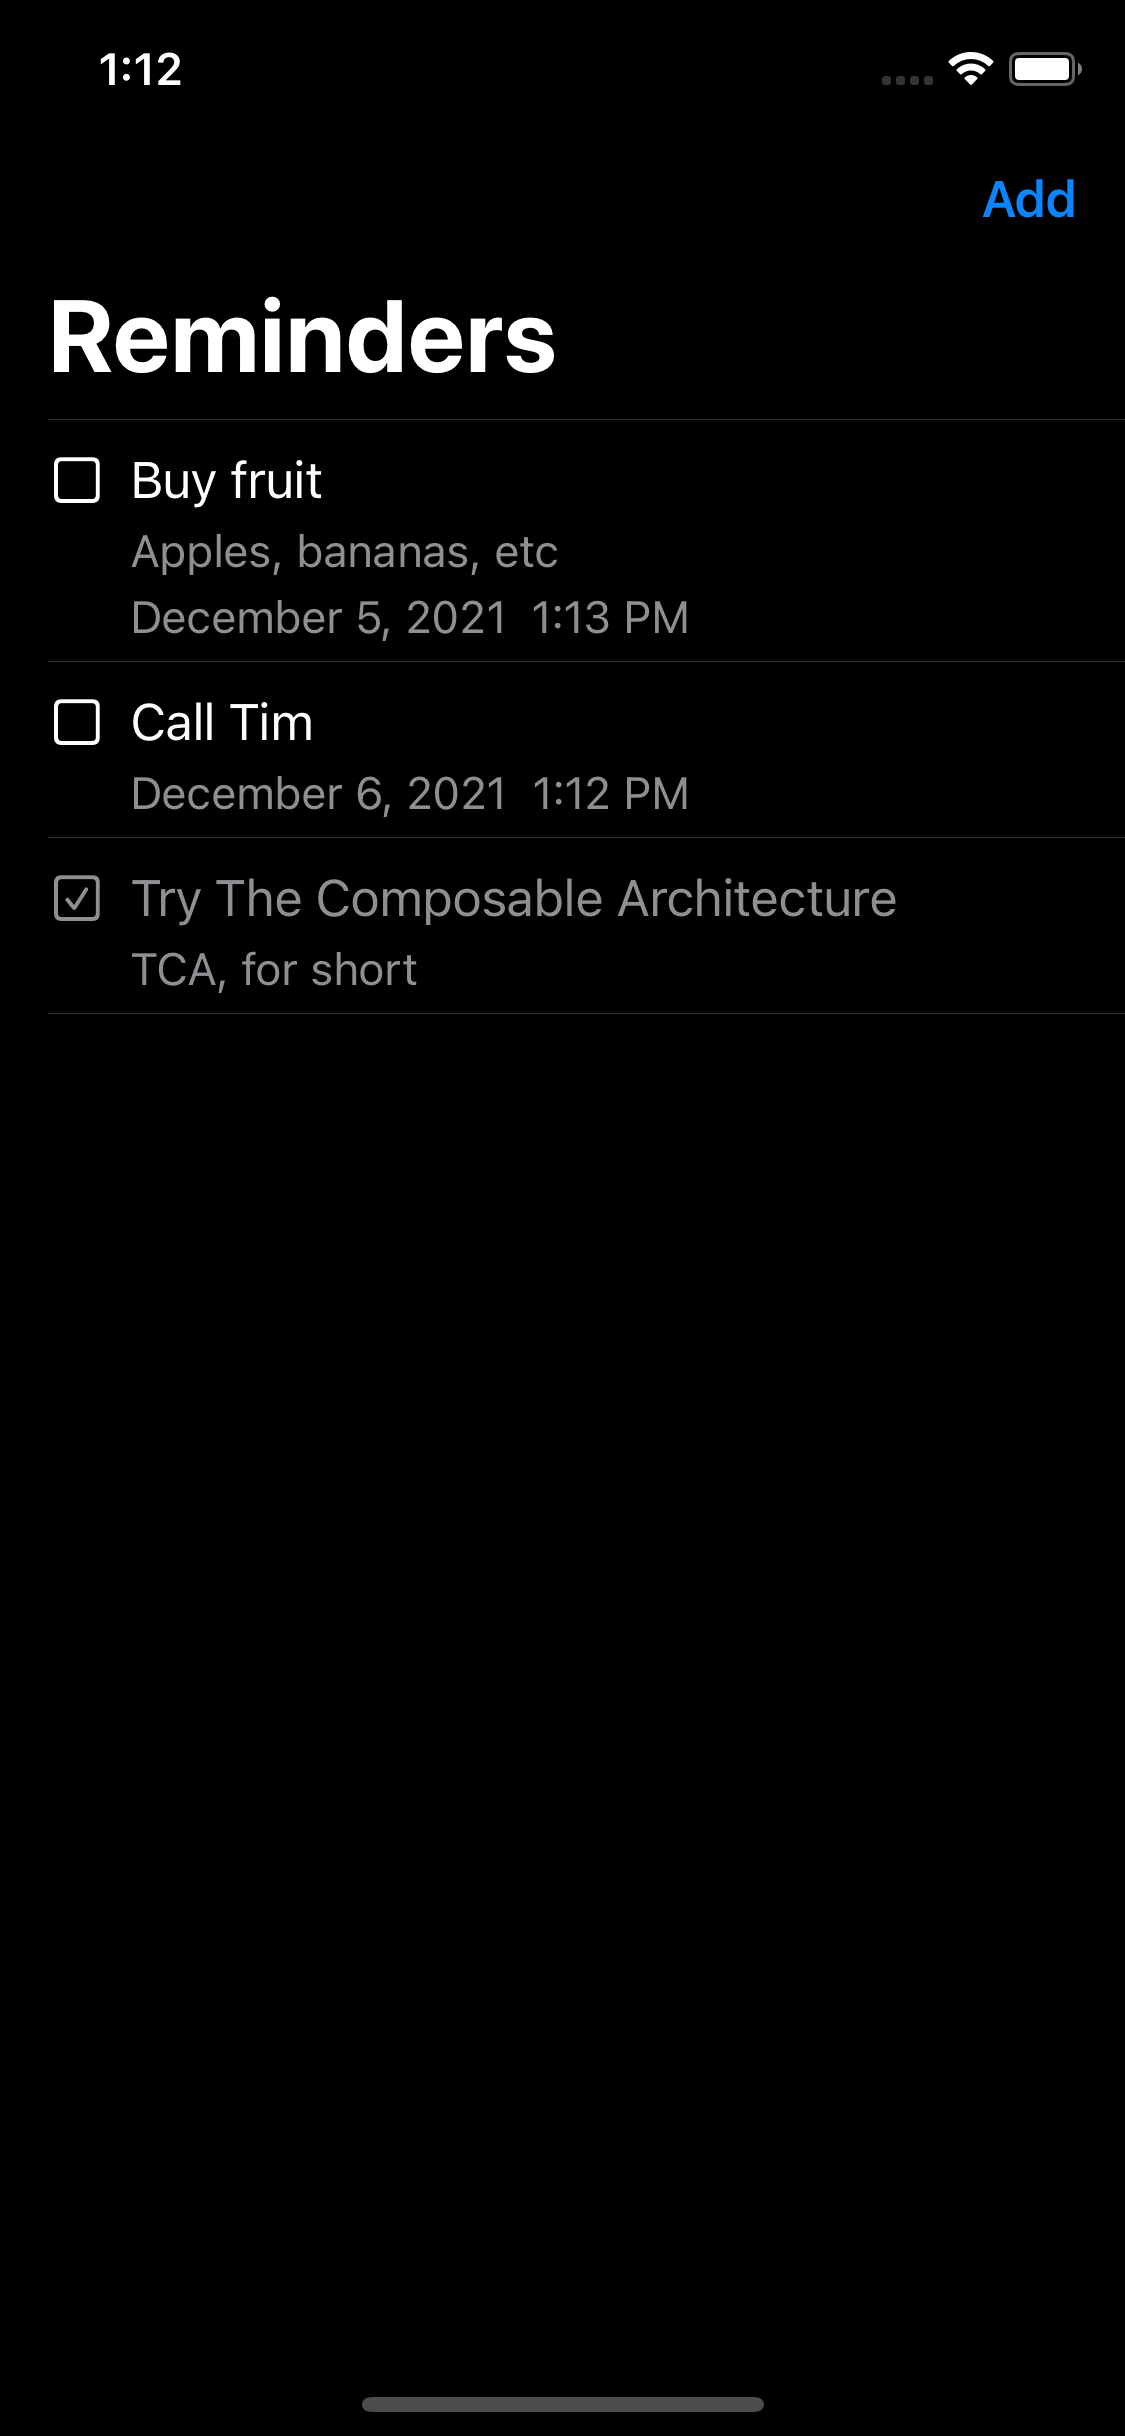 1:12
Add
Reminders
Buy fruit
Apples, bananas, etc
December 5, 2021 1:13 PM
Call Tim
December 6, 2021 1:12 PM
Try The Composable Architecture
TCA, for short